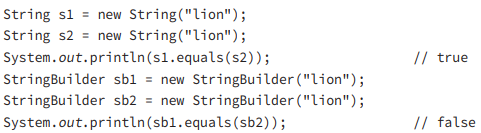 String s1 = new String("lion");
String s2 = new String("lion");
System.out.println(s1.equals(s2)); // true
StringBuilder sb1 = new StringBuilder("lion");
StringBuilder sb2 = new StringBuilder("lion");
System.out.println(sb1.equals(sb2)); // false